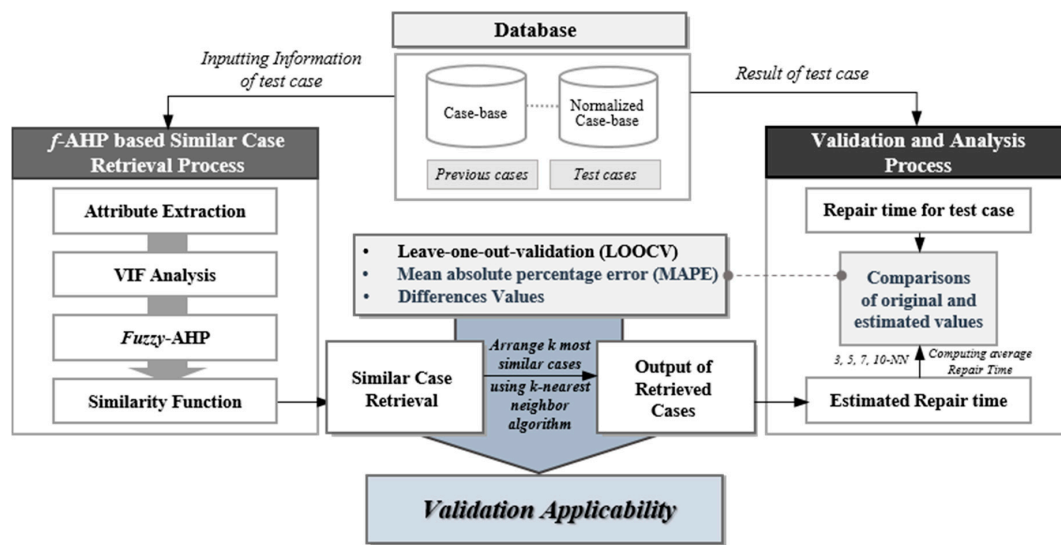 Database
Inputting Information
of test case
Result of test case
Case-base
Normalized
Case-base
Previous cases
Test cases
f-AHP based Similar Case
Retrieval Process
Attribute Extraction
VIF Analysis
Fuzzy-AHP
Similarity Function
• Leave-one-out-validation (LOOCV)
• Mean absolute percentage error (MAPE)
• Differences Values
Similar Case
Retrieval
Arrange k most
similar cases
using k-nearest
neighbor
algorithm
Output of
Retrieved
Cases
Validation and Analysis
Process
Repair time for test case
Comparisons
of original and
estimated values
3, 5, 7, 10-NN
Computing average
Repair Time
Estimated Repair time
Validation Applicability